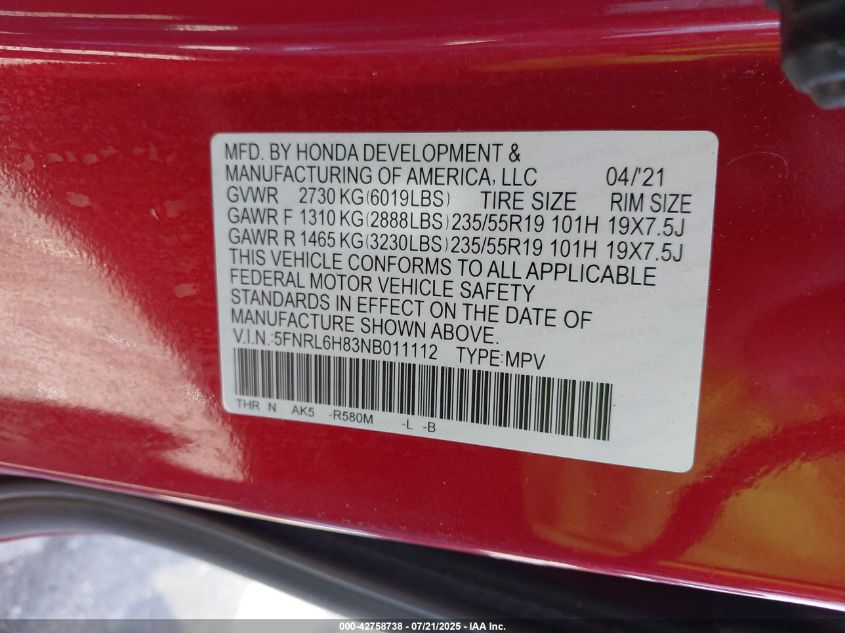 MFD. BY HONDA DEVELOPMENT &
MANUFACTURING OF AMERICA, LLC 04/'21
GVWR 2730 KG(6019LBS) TIRE SIZE RIM SIZE
GAWR F 1310 KG(2888LBS) 235/55R19 101H 19X7.5J
GAWR R 1465 KG(3230LBS) 235/55R19 101H 19X7.5J
THIS VEHICLE CONFORMS TO ALL APPLICABLE
FEDERAL MOTOR VEHICLE SAFETY
STANDARDS IN EFFECT ON THE DATE OF
MANUFACTURE SHOWN ABOVE.
V.I.N.:5FNRL6H83NB011112 TYPE:MPV
THR N AK5 -R580M -L -B
000-42758738 - 07/21/2025 - IAA Inc.